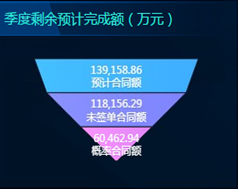 季度剩余预计完成额（万元）
139,158.86
预计合同额
118,156.29
未签单合同额
60,462.94
概率合同额